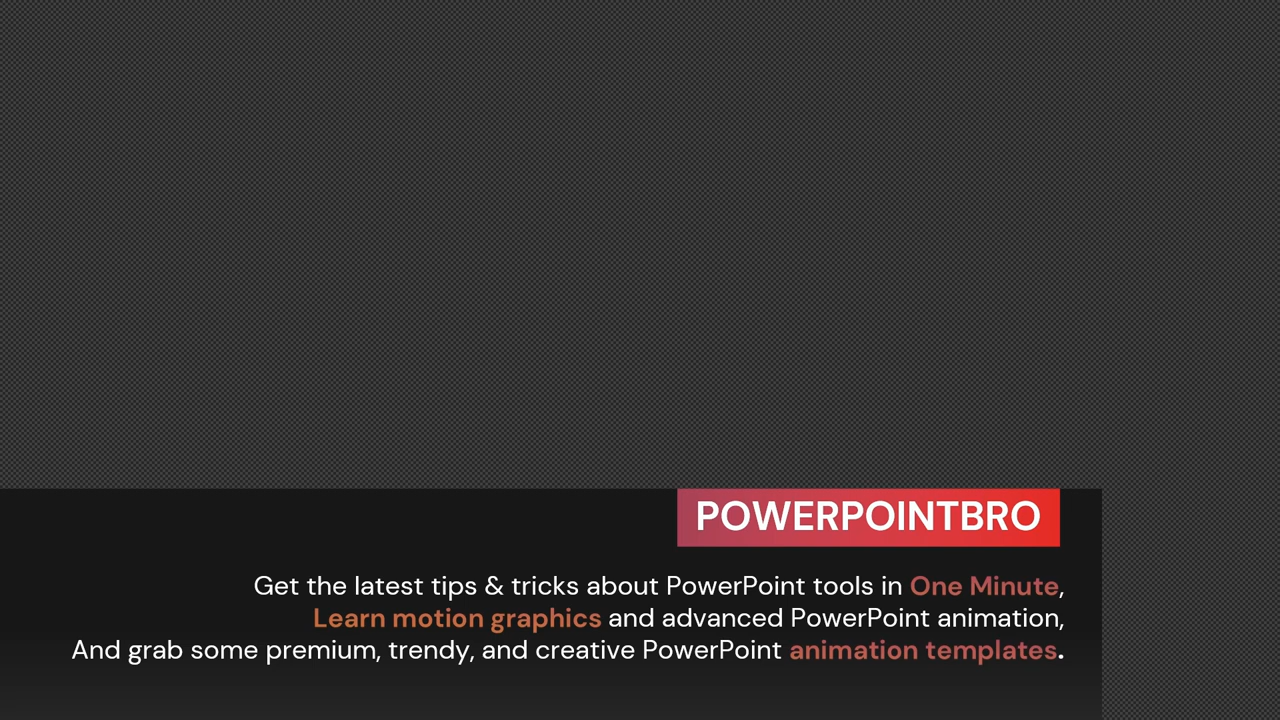 POWERPOINTBRO
Get the latest tips & tricks about PowerPoint tools in One Minute,
Learn motion graphics and advanced PowerPoint animation,
And grab some premium, trendy, and creative PowerPoint animation templates.